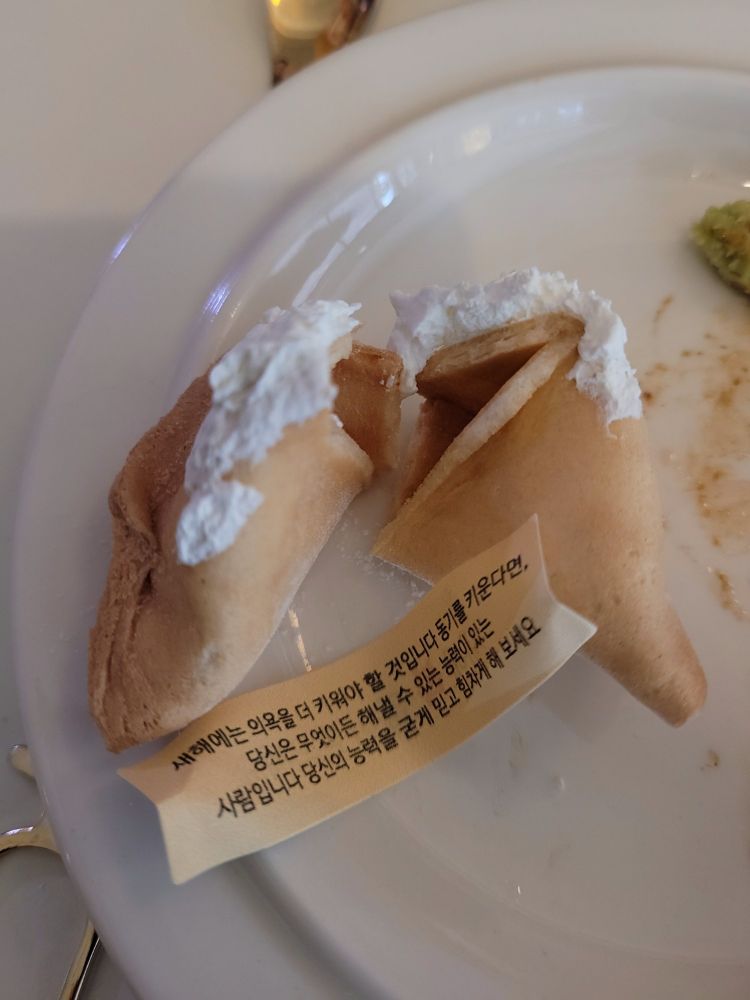 새해에는 의욕을 더 키워야 할 것입니다 동기를 키운다면,
당신은 무엇이든 해낼 수 있는 능력이 있는
사람입니다 당신의 능력을 굳게 믿고 힘차게 해 보세요